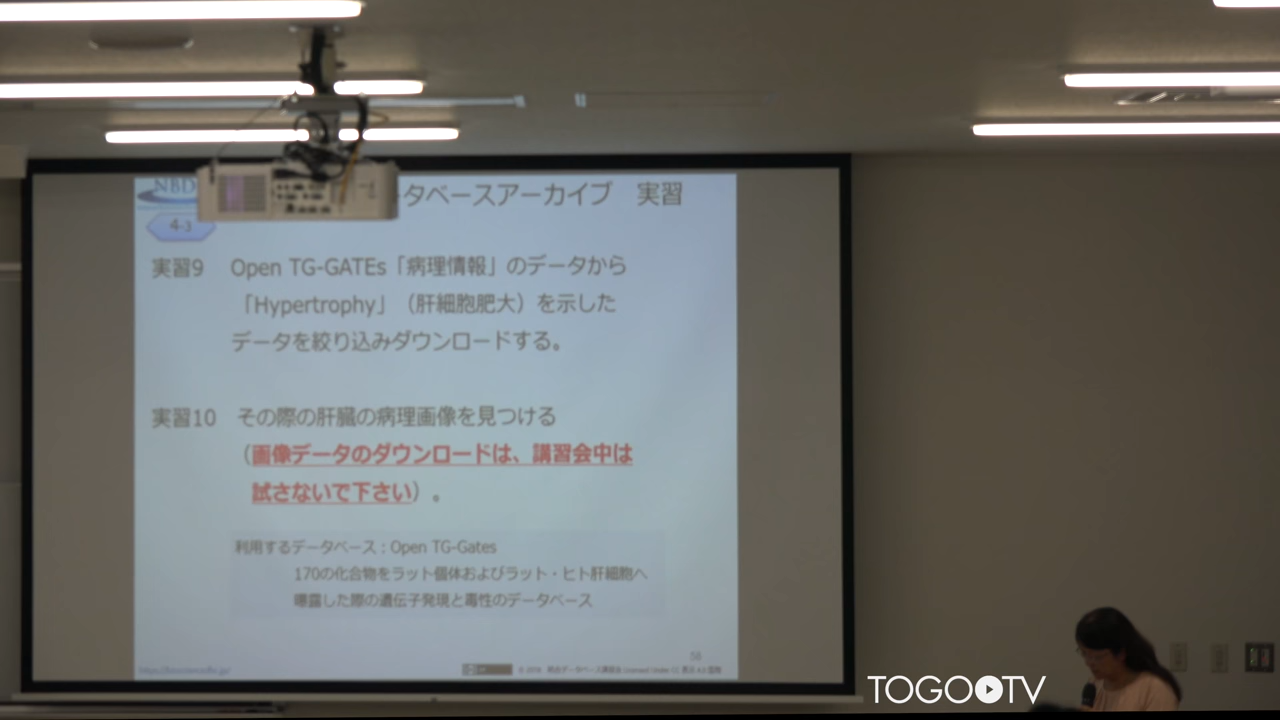 NBD
タベースアーカイブ 実習
4-3
実習9 Open TG-GATEs「病理情報」のデータから
「Hypertrophy」(肝細胞肥大)を示した
データを絞り込みダウンロードする。
実習10 その際の肝臓の病理画像を見つける
(画像データのダウンロードは、講習会中は
試さないで下さい)。
利用するデータベース:Open TG-Gates
170の化合物をラット個体およびラット・ヒト肝細胞へ
曝露した際の遺伝子発現と毒性のデータベース
TOGOTV